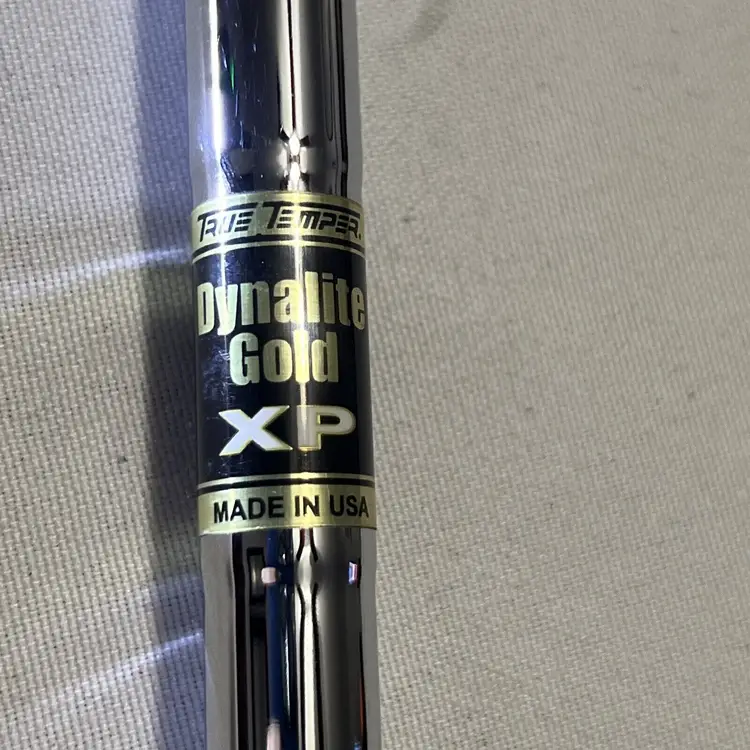 TRUE TEMPER.
Dynalite
Gold
XP
MADE IN USA